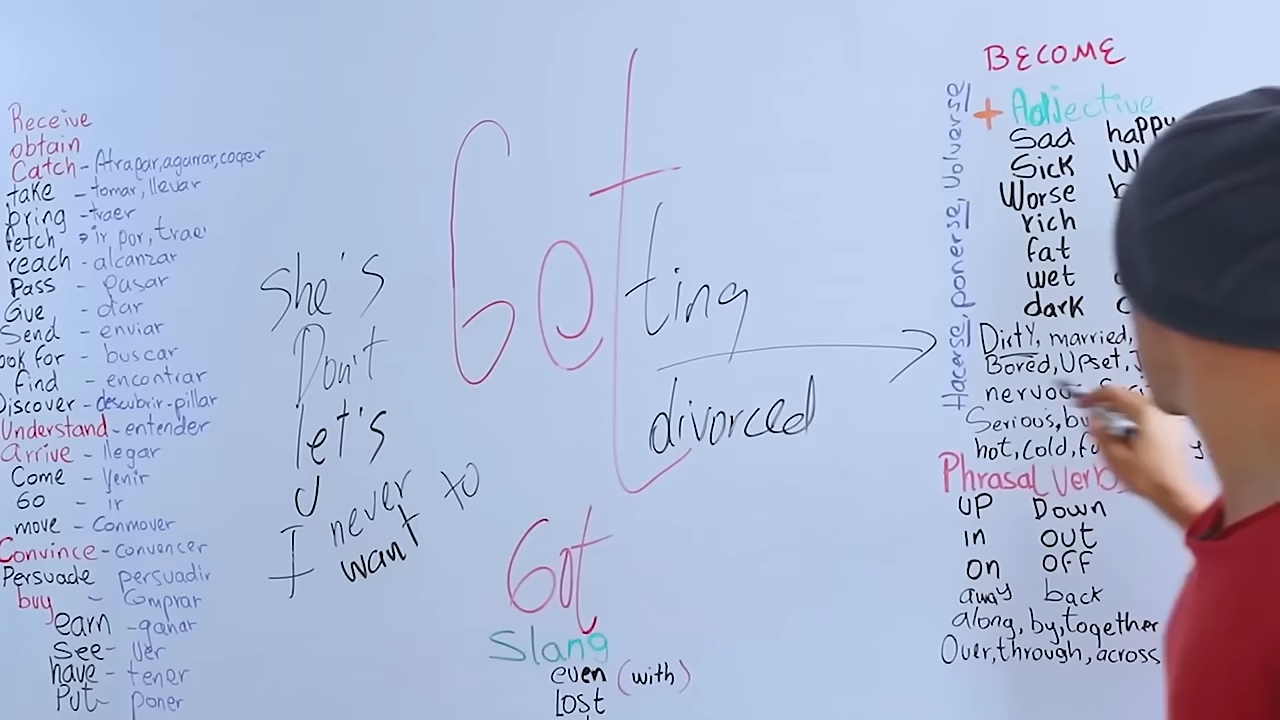 Receive
obtain
Catch - Atrapar, agarrar, coger
take - tomar, llevar
bring - traer
fetch ir por, traer
reach - alcanzar
Pass - pasar
Give - dar
Send - enviar
ook for - buscar
find - encontrar
Discover - descubrir - pillar
Understand - entender
arrive - llegar
Come - Venir
Go - ir
move - Conmover
Convince - convencer
Persuade persuadir
buy - Comprar
earn - ganar
See - Ver
have - tener
Put - poner
She's
Don't
let's
I never
want to
Get
ting
divorced
Got
Slang
even (with)
Lost
Hacerse, ponerse, Volverse
BECOME
+ Adjective
Sad happy
Sick
Worse
rich
fat
wet
dark
Dirty, married,
Bored, Upset,
Serious,
hot, Cold,
Phrasal Verbs
UP Down
in out
on OFF
away back
along, by, together
Over, through, across